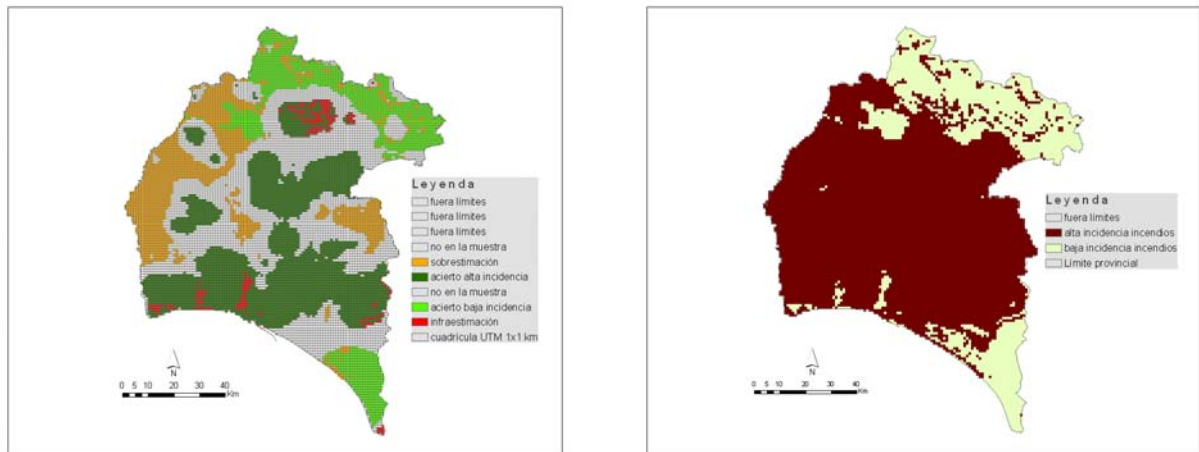 Leyenda
fuera límites
fuera límites
fuera límites
no en la muestra
sobrestimación
acierto alta incidencia
no en la muestra
acierto baja incidencia
infraestimación
cuadrícula UTM 1x1 km
N
0 5 10 20 30 40
Km
Leyenda
fuera límites
alta incidencia incendios
baja incidencia incendios
Límite provincial
N
0 5 10 20 30 40
Km